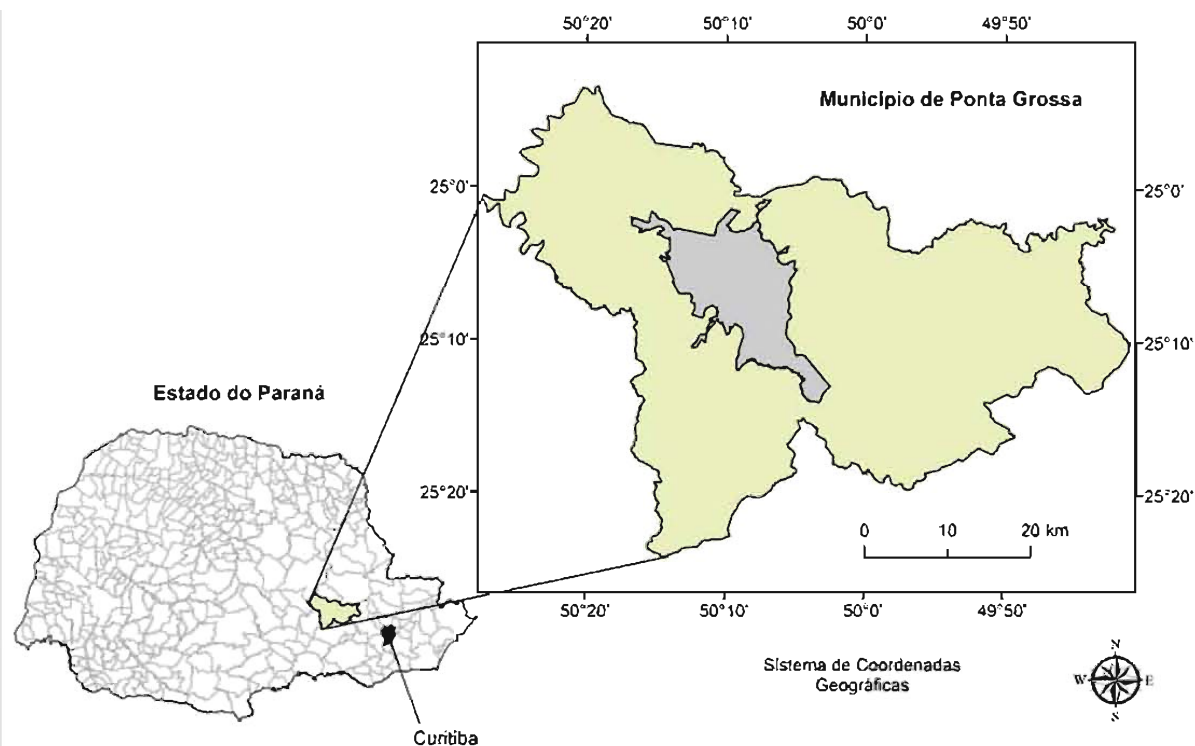 50°20' 50°10' 50°0' 49°50'
Município de Ponta Grossa
25°0' 25°0'
25°10' 25°10'
Estado do Paraná
25°20' 25°20'
0 10 20 km
50°20' 50°10' 50°0' 49°50'
Sistema de Coordenadas
Geográficas
N
W E
S
Curitiba